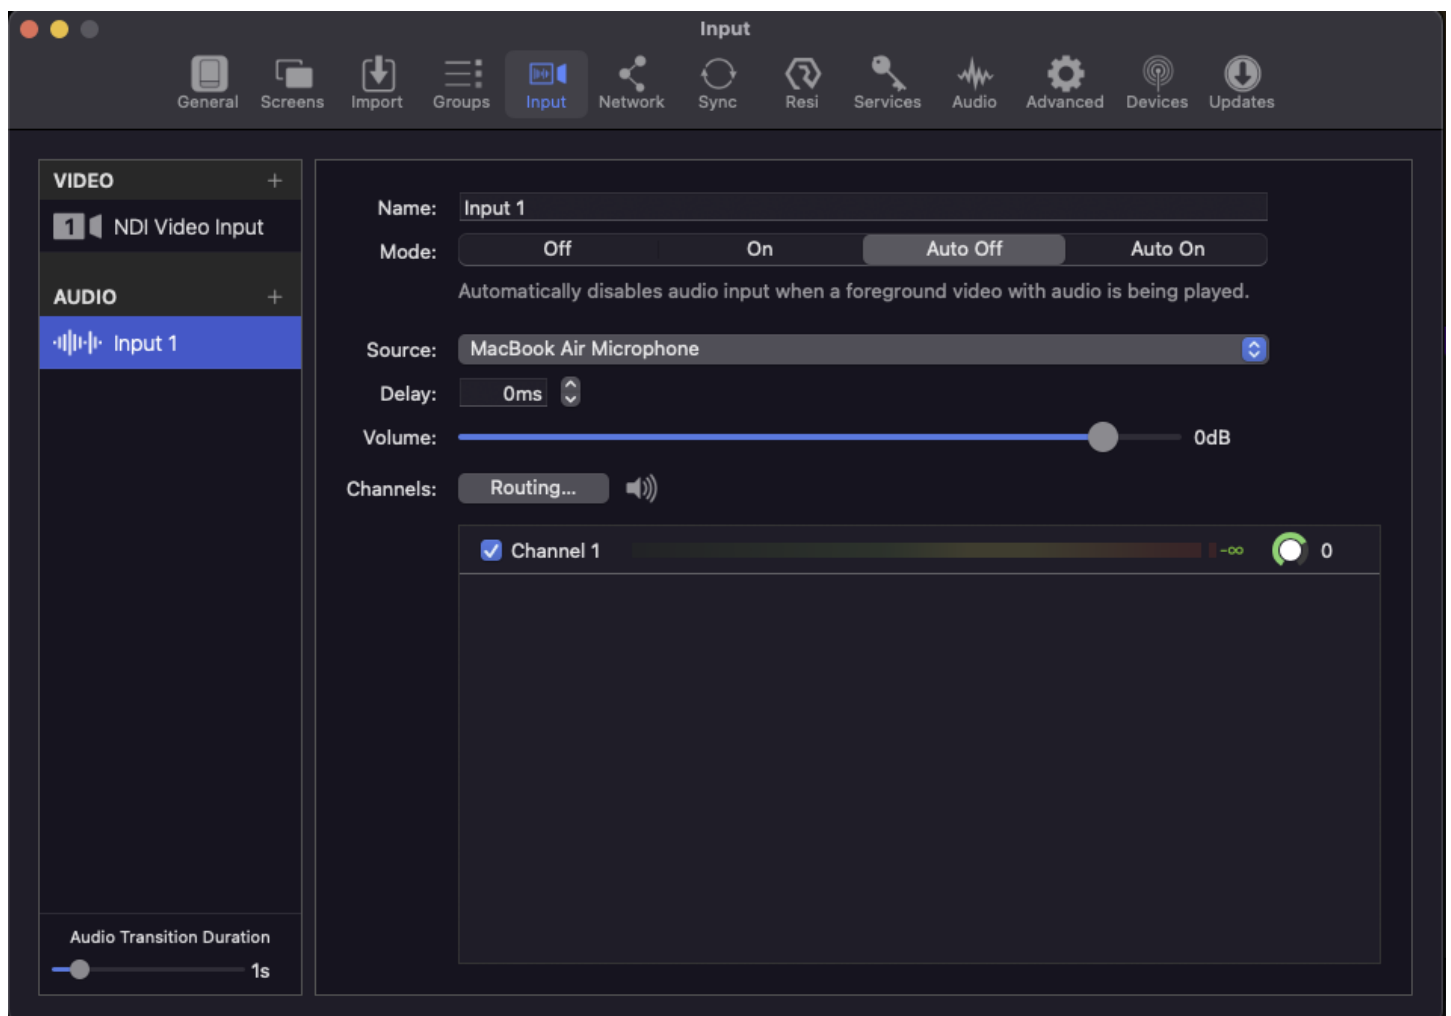 Input
General Screens Import Groups Input Network Sync Resi Services Audio Advanced Devices Updates
VIDEO +
1 NDI Video Input
AUDIO +
Input 1
Audio Transition Duration
1s
Name: Input 1
Mode: Off On Auto Off Auto On
Automatically disables audio input when a foreground video with audio is being played.
Source: MacBook Air Microphone
Delay: 0ms
Volume: 0dB
Channels: Routing...
Channel 1 -∞ 0